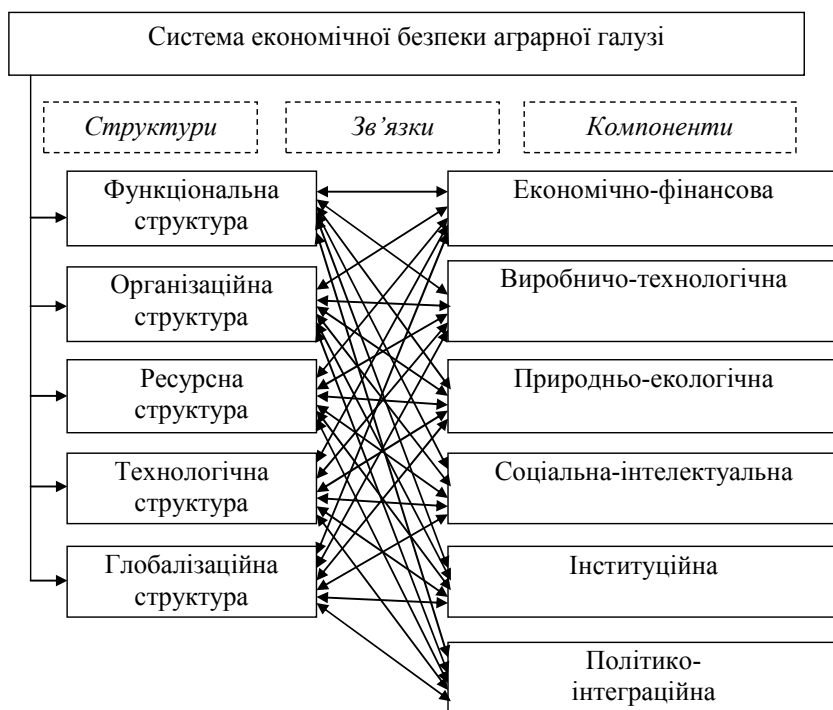 Система економічної безпеки аграрної галузі
Структури
Зв’язки
Компоненти
Функціональна
структура
Економічно-фінансова
Організаційна
структура
Виробничо-технологічна
Ресурсна
структура
Природньо-екологічна
Технологічна
структура
Соціальна-інтелектуальна
Глобалізаційна
структура
Інституційна
Політико-
інтеграційна